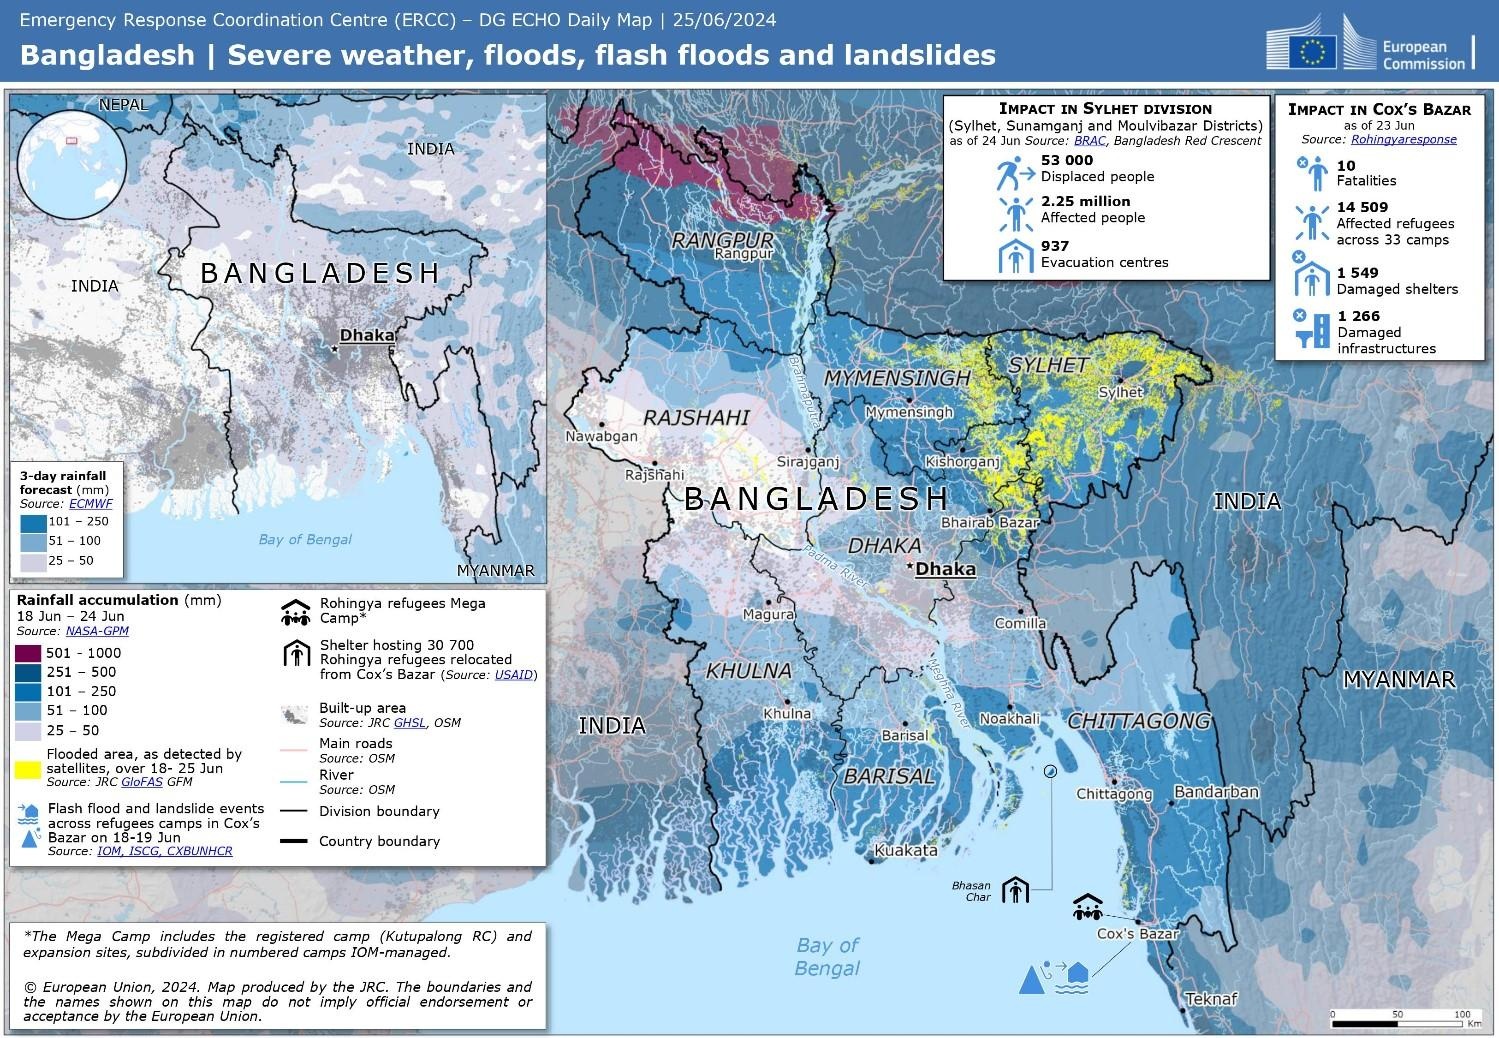 Emergency Response Coordination Centre (ERCC) – DG ECHO Daily Map | 25/06/2024
Bangladesh | Severe weather, floods, flash floods and landslides
European
Commission
NEPAL
INDIA
INDIA
BANGLADESH
Dhaka
Bay of Bengal
MYANMAR
3-day rainfall
forecast (mm)
Source: ECMWF
101 – 250
51 – 100
25 – 50
Rainfall accumulation (mm)
18 Jun – 24 Jun
Source: NASA-GPM
501 - 1000
251 – 500
101 – 250
51 – 100
25 – 50
Flooded area, as detected by
satellites, over 18- 25 Jun
Source: JRC GloFAS GFM
Flash flood and landslide events
across refugees camps in Cox's
Bazar on 18-19 Jun
Source: IOM, ISCG, CXBUNHCR
Rohingya refugees Mega
Camp*
Shelter hosting 30 700
Rohingya refugees relocated
from Cox's Bazar (Source: USAID)
Built-up area
Source: JRC GHSL, OSM
Main roads
Source: OSM
River
Source: OSM
Division boundary
Country boundary
*The Mega Camp includes the registered camp (Kutupalong RC) and
expansion sites, subdivided in numbered camps IOM-managed.
© European Union, 2024. Map produced by the JRC. The boundaries and
the names shown on this map do not imply official endorsement or
acceptance by the European Union.
IMPACT IN SYLHET DIVISION
(Sylhet, Sunamganj and Moulvibazar Districts)
as of 24 Jun Source: BRAC, Bangladesh Red Crescent
53 000
Displaced people
2.25 million
Affected people
937
Evacuation centres
IMPACT IN COX'S BAZAR
as of 23 Jun
Source: Rohingyaresponse
10
Fatalities
14 509
Affected refugees
across 33 camps
1 549
Damaged shelters
1 266
Damaged
infrastructures
RANGPUR
Rangpur
Brahmaputra
MYMENSINGH
Mymensingh
SYLHET
Sylhet
RAJSHAHI
Nawabgan
Rajshahi
Sirajganj
Kishorganj
BANGLADESH
INDIA
Bhairab Bazar
DHAKA
Dhaka
Padma River
Magura
Comilla
KHULNA
Khulna
Meghna River
MYANMAR
INDIA
Noakhali
CHITTAGONG
Barisal
BARISAL
Chittagong
Bandarban
Kuakata
Bhasan
Char
Cox's Bazar
Bay of
Bengal
Teknaf
0 50 100
Km